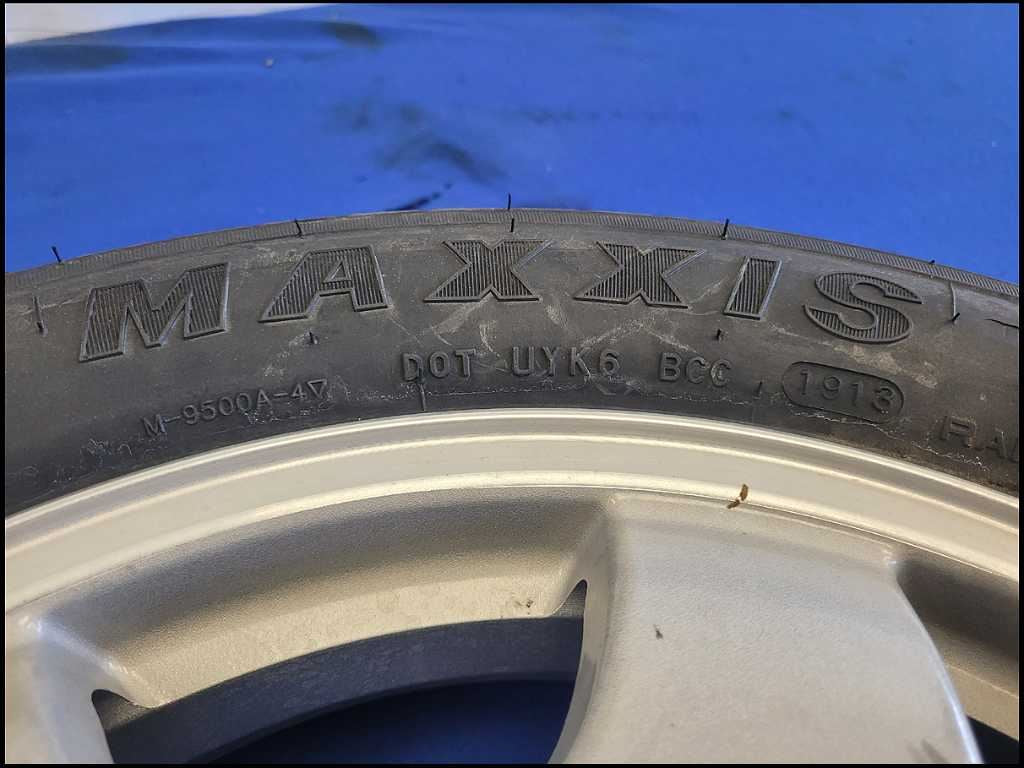 MAXXIS
DOT UYK6 BCC 1913
M-9500A-4▽